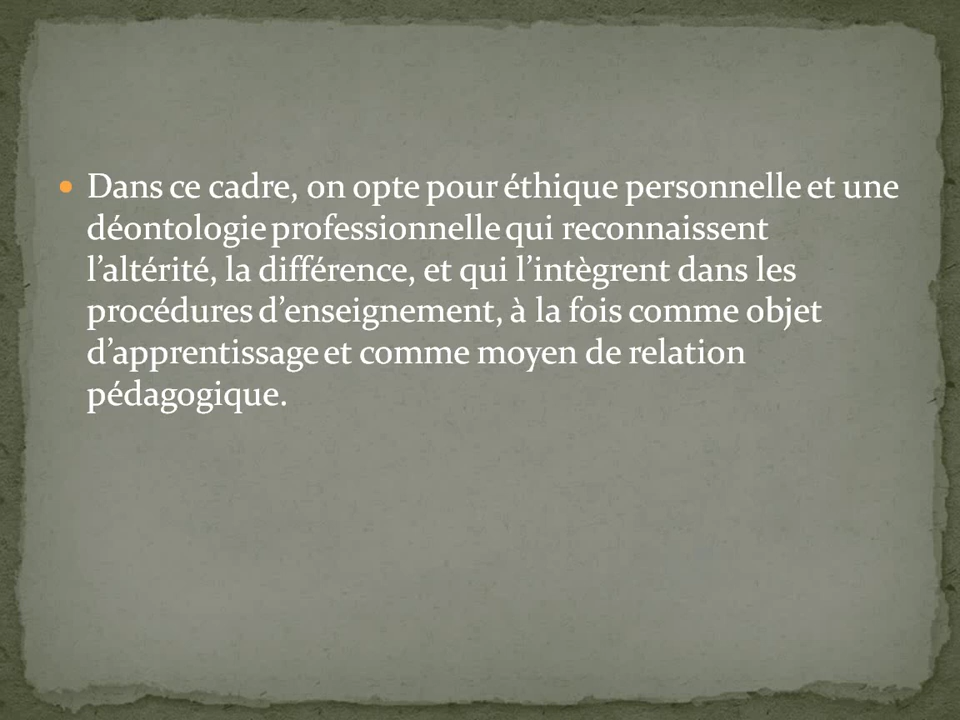 • Dans ce cadre, on opte pour éthique personnelle et une
déontologie professionnelle qui reconnaissent
l’altérité, la différence, et qui l’intègrent dans les
procédures d’enseignement, à la fois comme objet
d’apprentissage et comme moyen de relation
pédagogique.